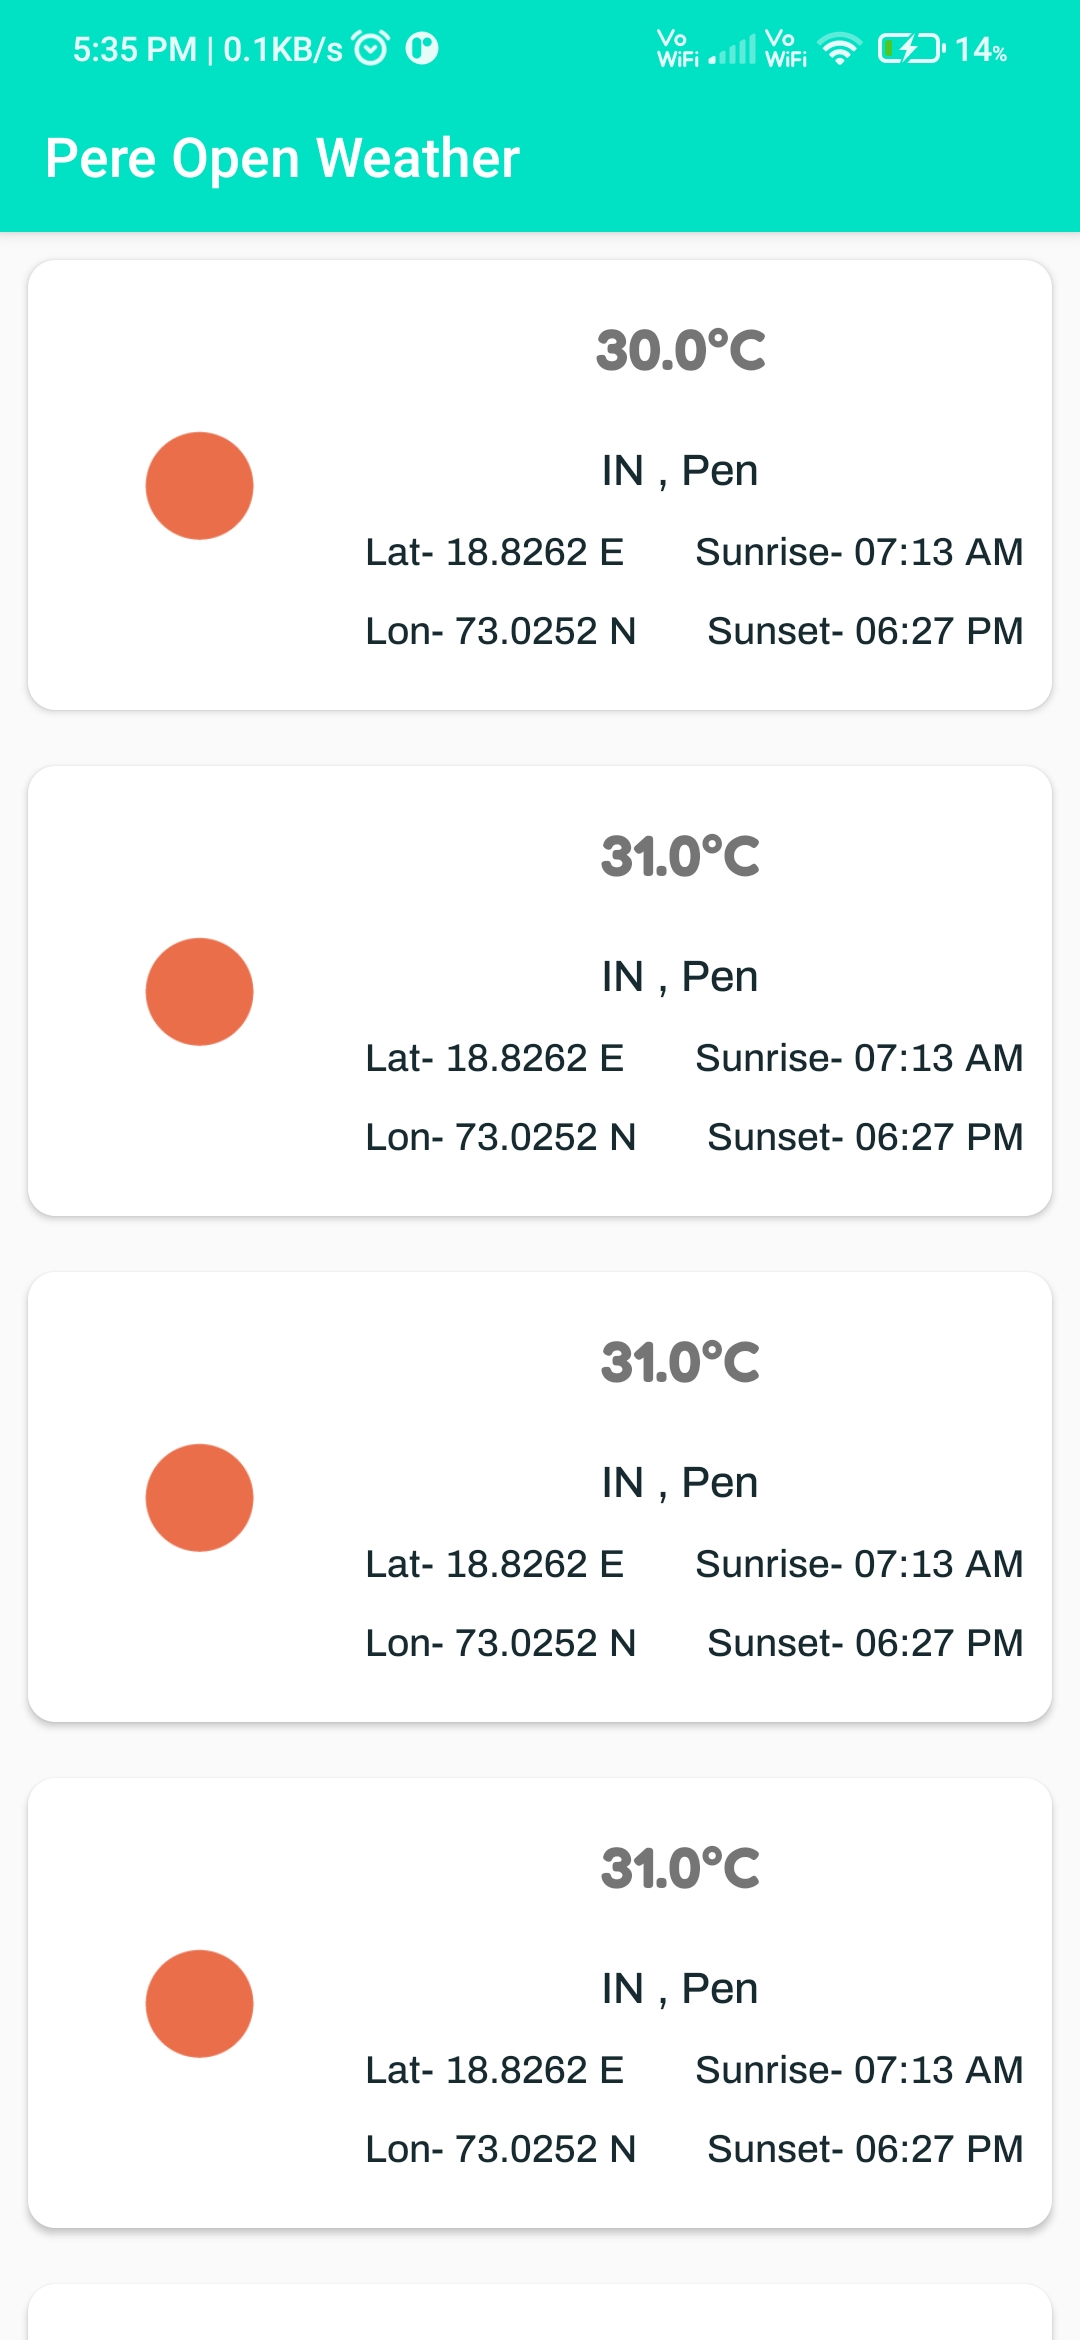 5:35 PM | 0.1KB/s Vo WiFi Vo WiFi 14%
Pere Open Weather
30.0°C
IN , Pen
Lat- 18.8262 E Sunrise- 07:13 AM
Lon- 73.0252 N Sunset- 06:27 PM
31.0°C
IN , Pen
Lat- 18.8262 E Sunrise- 07:13 AM
Lon- 73.0252 N Sunset- 06:27 PM
31.0°C
IN , Pen
Lat- 18.8262 E Sunrise- 07:13 AM
Lon- 73.0252 N Sunset- 06:27 PM
31.0°C
IN , Pen
Lat- 18.8262 E Sunrise- 07:13 AM
Lon- 73.0252 N Sunset- 06:27 PM